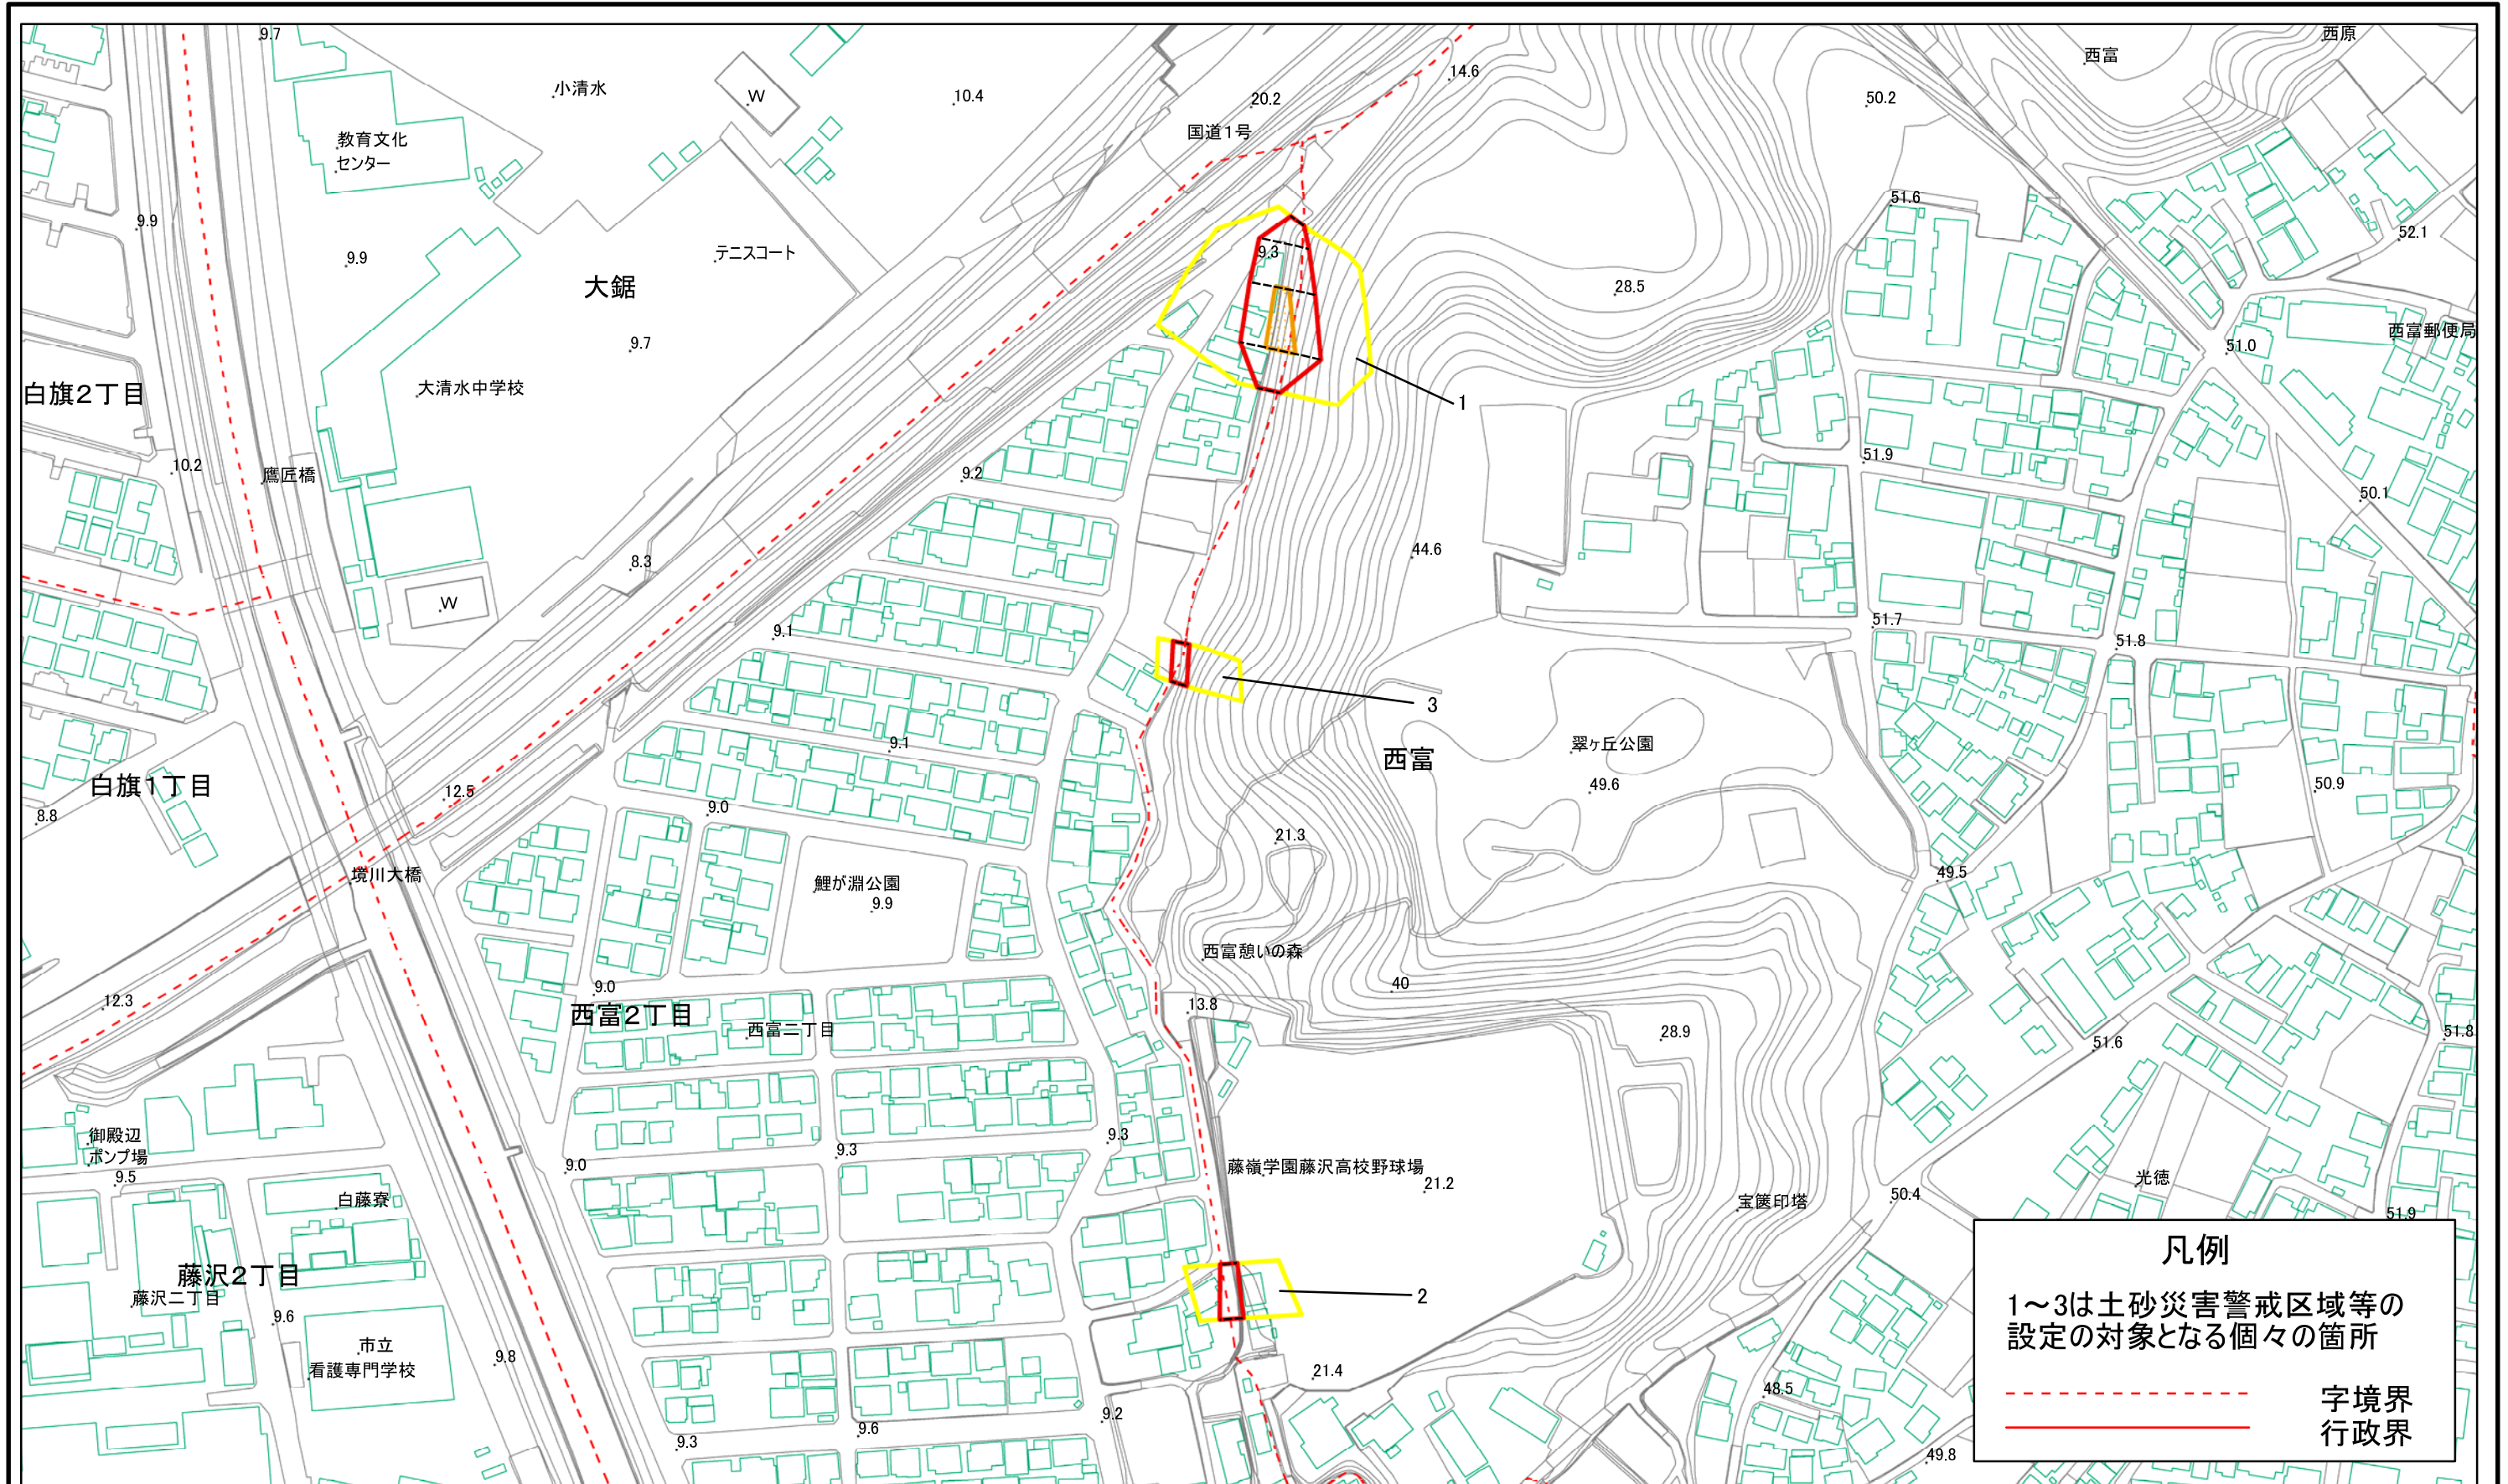 9.7
小清水
W
10.4
20.2
14.6
西富
西原
50.2
国道1号
教育文化
センター
9.9
9.9
テニスコート
9.3
51.6
52.1
大鋸
28.5
9.7
西富郵便局
51.0
白旗2丁目
大清水中学校
1
10.2
鷹匠橋
9.2
51.9
50.1
8.3
44.6
W
9.1
51.7
51.8
3
9.1
西富
翠ヶ丘公園
49.6
50.9
白旗1丁目
12.5
9.0
8.8
21.3
境川大橋
鯉が淵公園
9.9
49.5
西富憩いの森
40
12.3
9.0
13.8
西富2丁目
西富二丁目
28.9
51.6
51.8
御殿辺
ポンプ場
9.5
9.0
9.3
9.3
藤嶺学園藤沢高校野球場
21.2
白藤寮
宝篋印塔
50.4
光徳
51.9
藤沢2丁目
藤沢二丁目
9.6
2
市立
看護専門学校
9.8
21.4
48.5
9.3
9.6
9.2
49.8
凡例
1～3は土砂災害警戒区域等の
設定の対象となる個々の箇所
字境界
行政界